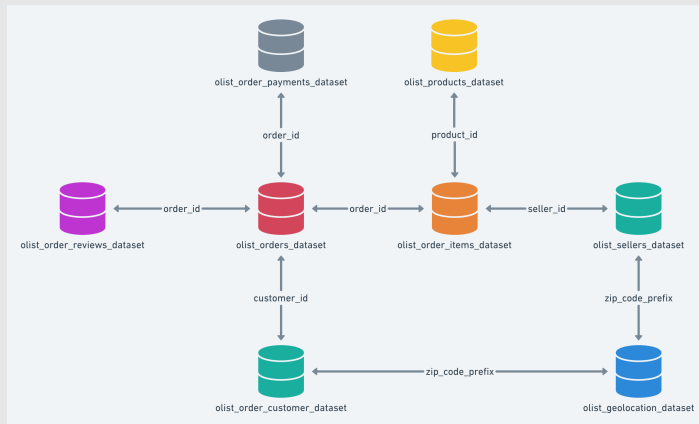 olist_order_payments_dataset
olist_products_dataset
order_id
product_id
order_id
order_id
seller_id
olist_order_reviews_dataset
olist_orders_dataset
olist_order_items_dataset
olist_sellers_dataset
customer_id
zip_code_prefix
zip_code_prefix
olist_order_customer_dataset
olist_geolocation_dataset